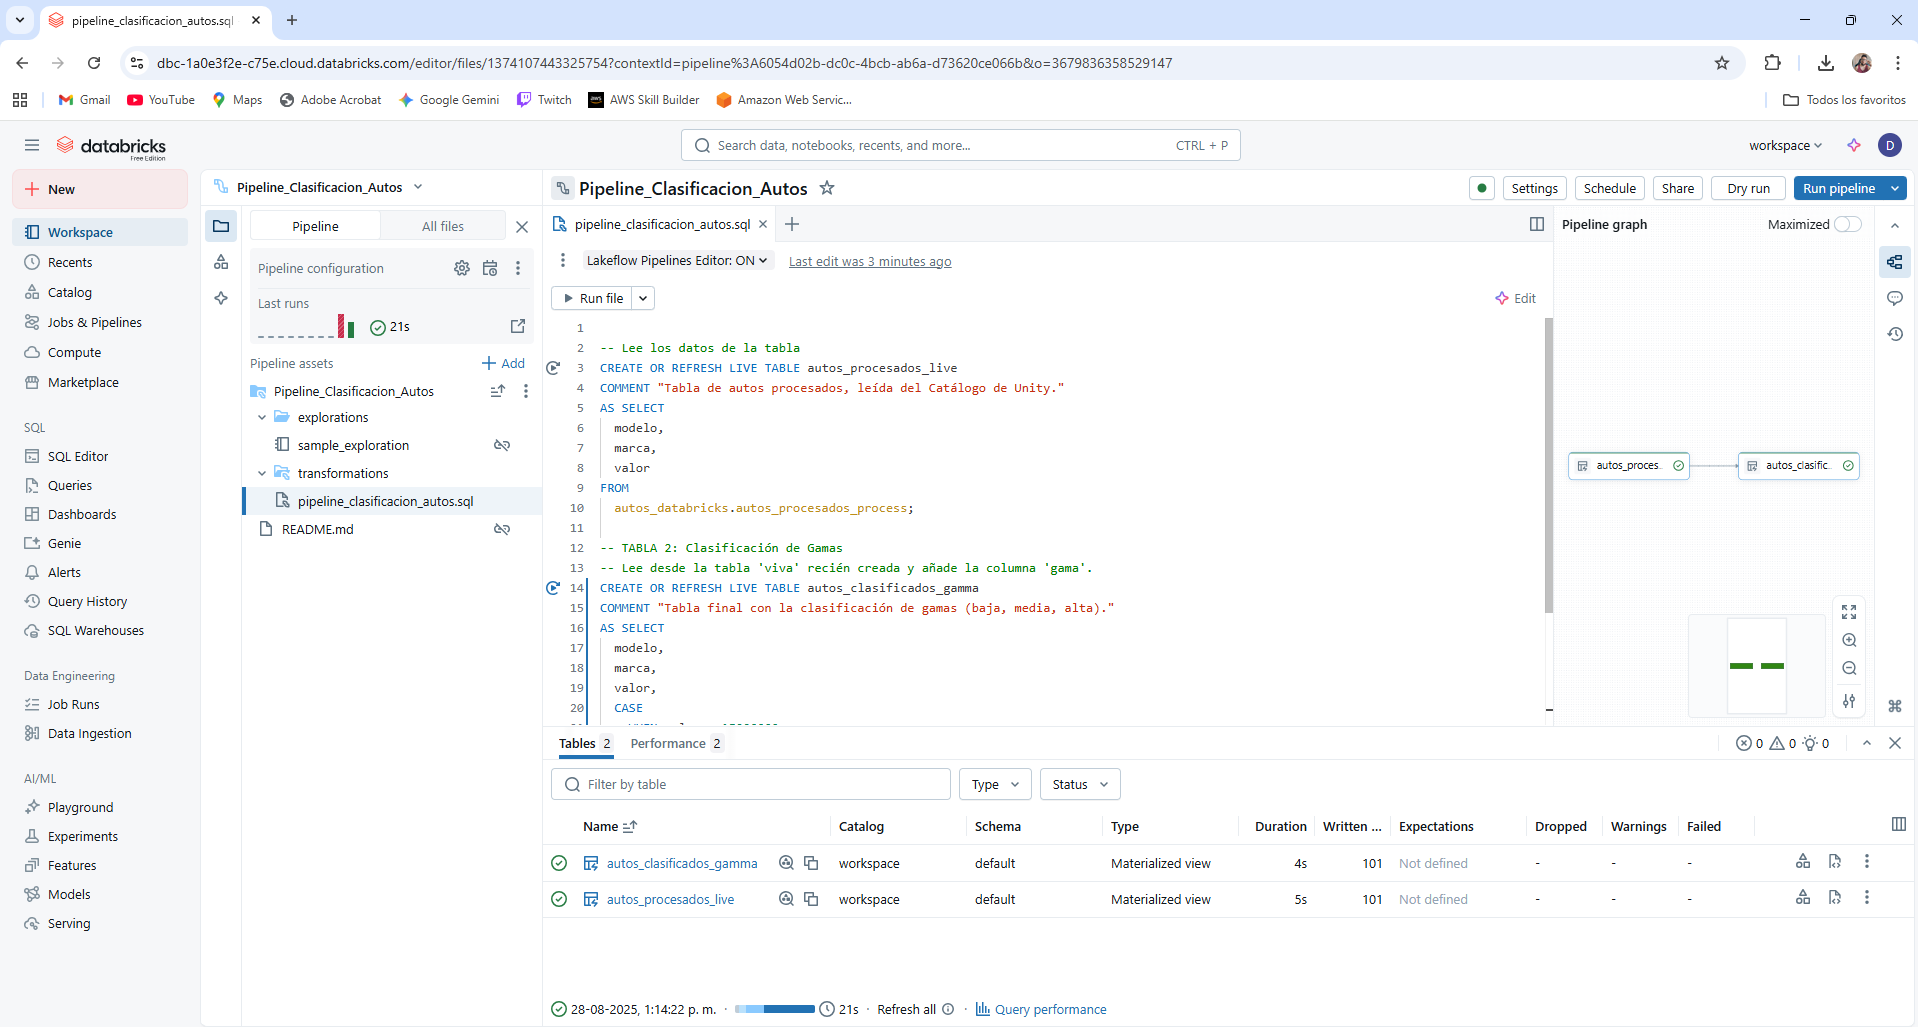 pipeline_clasificacion_autos.sql
dbc-1a0e3f2e-c75e.cloud.databricks.com/editor/files/1374107443325754?contextId=pipeline%3A6054d02b-dc0c-4bcb-ab6a-d73620ce066b&o=3679836358529147
Gmail YouTube Maps Adobe Acrobat Google Gemini Twitch AWS Skill Builder Amazon Web Servic... Todos los favoritos
databricks
Free Edition
Search data, notebooks, recents, and more... CTRL + P
workspace D
New
Workspace
Recents
Catalog
Jobs & Pipelines
Compute
Marketplace
SQL
SQL Editor
Queries
Dashboards
Genie
Alerts
Query History
SQL Warehouses
Data Engineering
Job Runs
Data Ingestion
AI/ML
Playground
Experiments
Features
Models
Serving
Pipeline_Clasificacion_Autos
Pipeline All files
Pipeline configuration
Last runs
21s
Pipeline assets Add
Pipeline_Clasificacion_Autos
explorations
sample_exploration
transformations
pipeline_clasificacion_autos.sql
README.md
Pipeline_Clasificacion_Autos
Settings Schedule Share Dry run Run pipeline
pipeline_clasificacion_autos.sql
Lakeflow Pipelines Editor: ON Last edit was 3 minutes ago
Run file Edit
1
2 -- Lee los datos de la tabla
3 CREATE OR REFRESH LIVE TABLE autos_procesados_live
4 COMMENT "Tabla de autos procesados, leída del Catálogo de Unity."
5 AS SELECT
6 modelo,
7 marca,
8 valor
9 FROM
10 autos_databricks.autos_procesados_process;
11
12 -- TABLA 2: Clasificación de Gamas
13 -- Lee desde la tabla 'viva' recién creada y añade la columna 'gama'.
14 CREATE OR REFRESH LIVE TABLE autos_clasificados_gamma
15 COMMENT "Tabla final con la clasificación de gamas (baja, media, alta)."
16 AS SELECT
17 modelo,
18 marca,
19 valor,
20 CASE
Pipeline graph Maximized
autos_proces.. autos_clasific..
Tables 2 Performance 2 0 0 0
Filter by table Type Status
Name Catalog Schema Type Duration Written ... Expectations Dropped Warnings Failed
autos_clasificados_gamma workspace default Materialized view 4s 101 Not defined - - -
autos_procesados_live workspace default Materialized view 5s 101 Not defined - - -
28-08-2025, 1:14:22 p. m. · 21s · Refresh all · Query performance